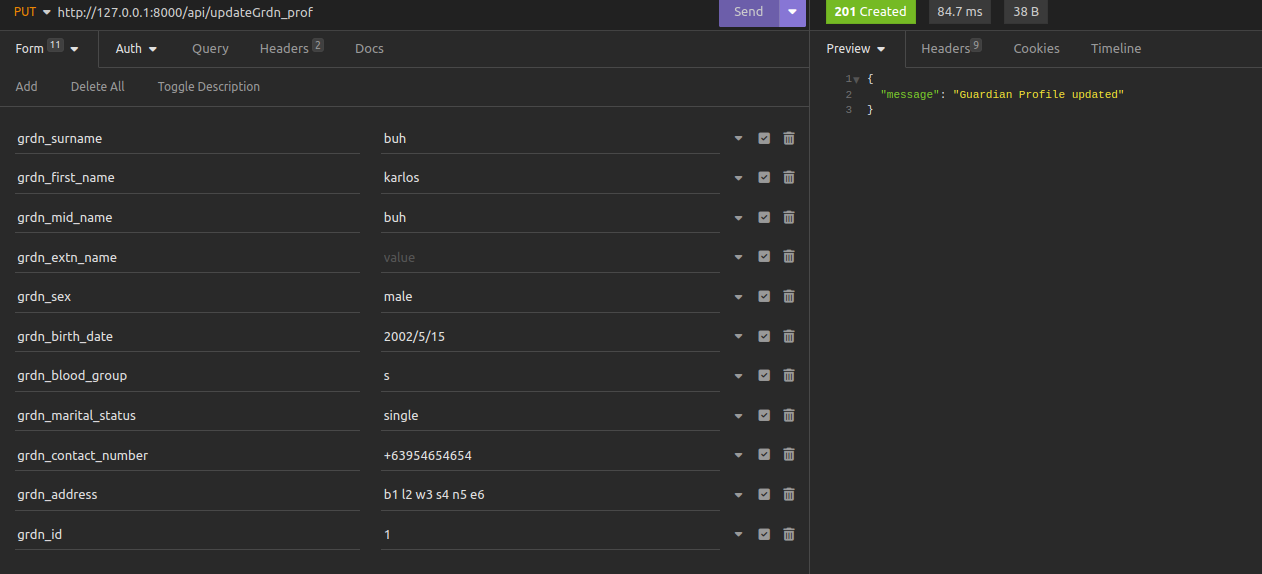 PUT http://127.0.0.1:8000/api/updateGrdn_prof Send 201 Created 84.7 ms 38 B
Form 11 Auth Query Headers 2 Docs Preview Headers 9 Cookies Timeline
Add Delete All Toggle Description
1 {
2 "message": "Guardian Profile updated"
3 }
grdn_surname buh
grdn_first_name karlos
grdn_mid_name buh
grdn_extn_name value
grdn_sex male
grdn_birth_date 2002/5/15
grdn_blood_group s
grdn_marital_status single
grdn_contact_number +63954654654
grdn_address b1 l2 w3 s4 n5 e6
grdn_id 1